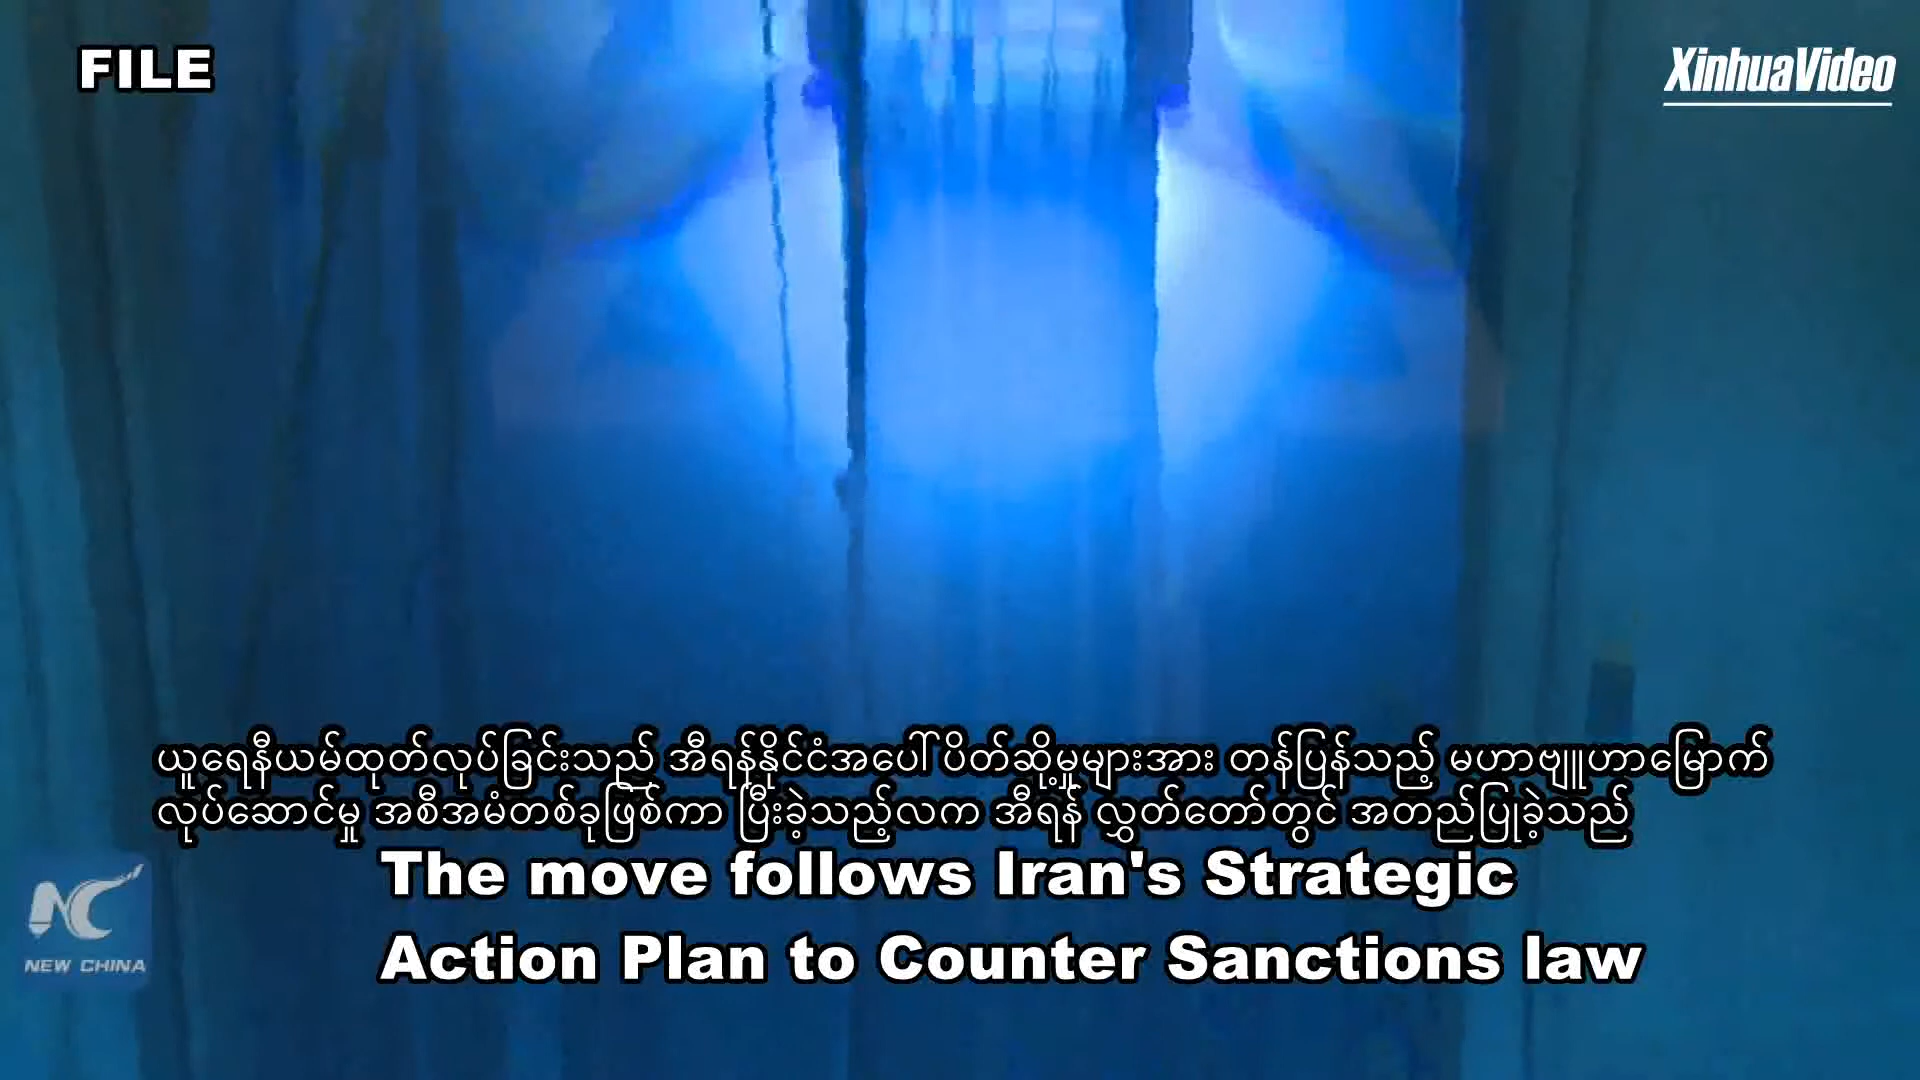 FILE
XinhuaVideo
ယူရေနီယမ်ထုတ်လုပ်ခြင်းသည် အီရန်နိုင်ငံအပေါ် ပိတ်ဆို့မှုများအား တန်ပြန်သည့် မဟာဗျူဟာမြောက်
လုပ်ဆောင်မှု အစီအမံတစ်ခုဖြစ်ကာ ပြီးခဲ့သည့်လက အီရန် လွှတ်တော်တွင် အတည်ပြုခဲ့သည်
The move follows Iran's Strategic
Action Plan to Counter Sanctions law
NC
NEW CHINA